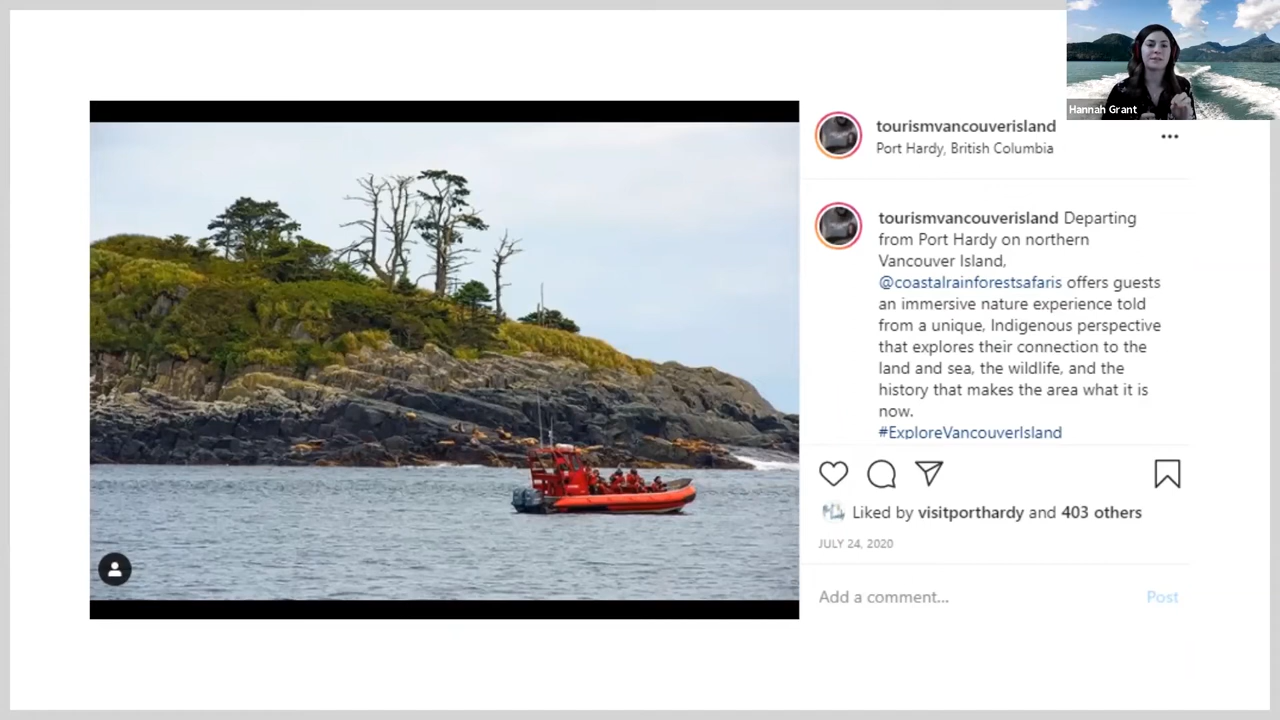 Hannah Grant
tourismvancouverisland
Port Hardy, British Columbia
tourismvancouverisland Departing
from Port Hardy on northern
Vancouver Island,
@coastalrainforestsafaris offers guests
an immersive nature experience told
from a unique, Indigenous perspective
that explores their connection to the
land and sea, the wildlife, and the
history that makes the area what it is
now.
#ExploreVancouverIsland
Liked by visitporthardy and 403 others
JULY 24, 2020
Add a comment...
Post